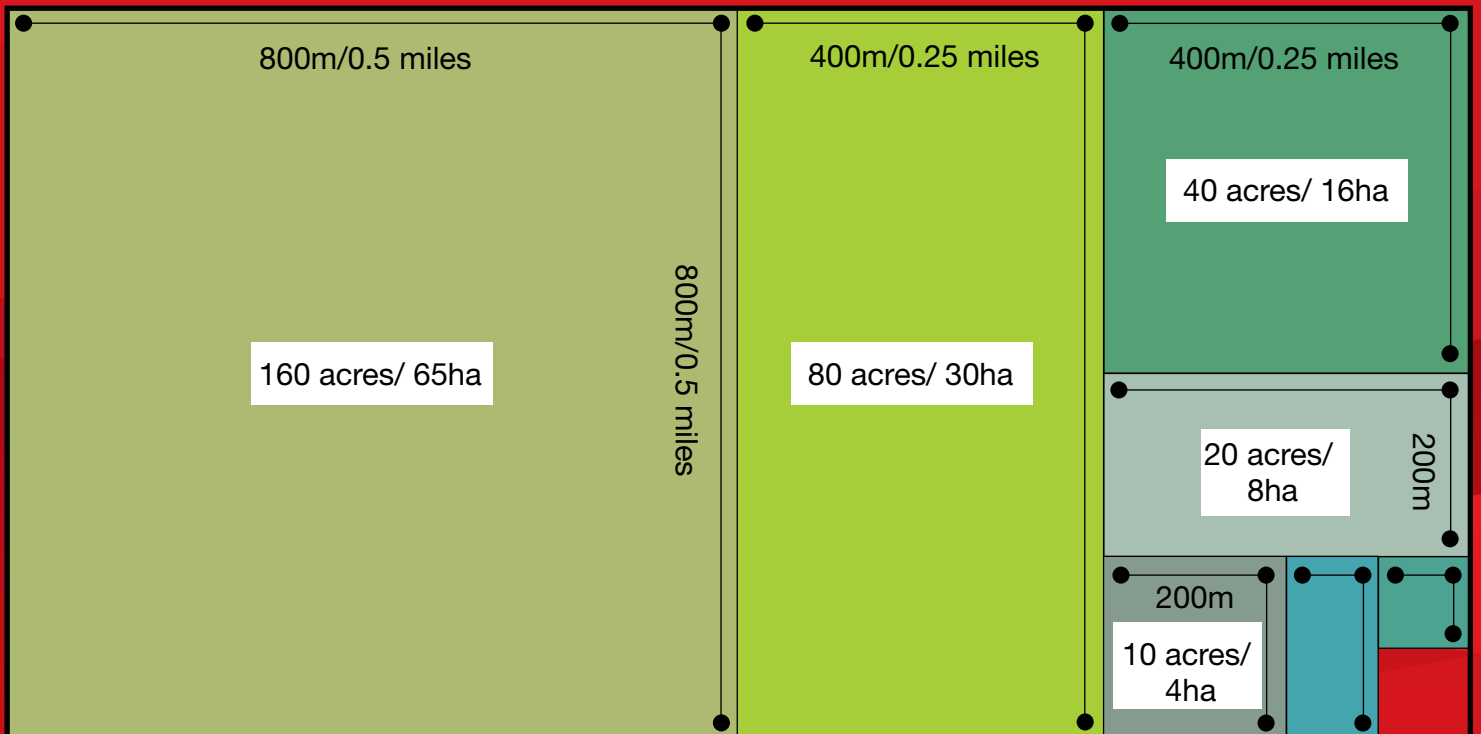 800m/0.5 miles
400m/0.25 miles
400m/0.25 miles
40 acres/ 16ha
800m/0.5 miles
160 acres/ 65ha
80 acres/ 30ha
20 acres/
8ha
200m
200m
10 acres/
4ha